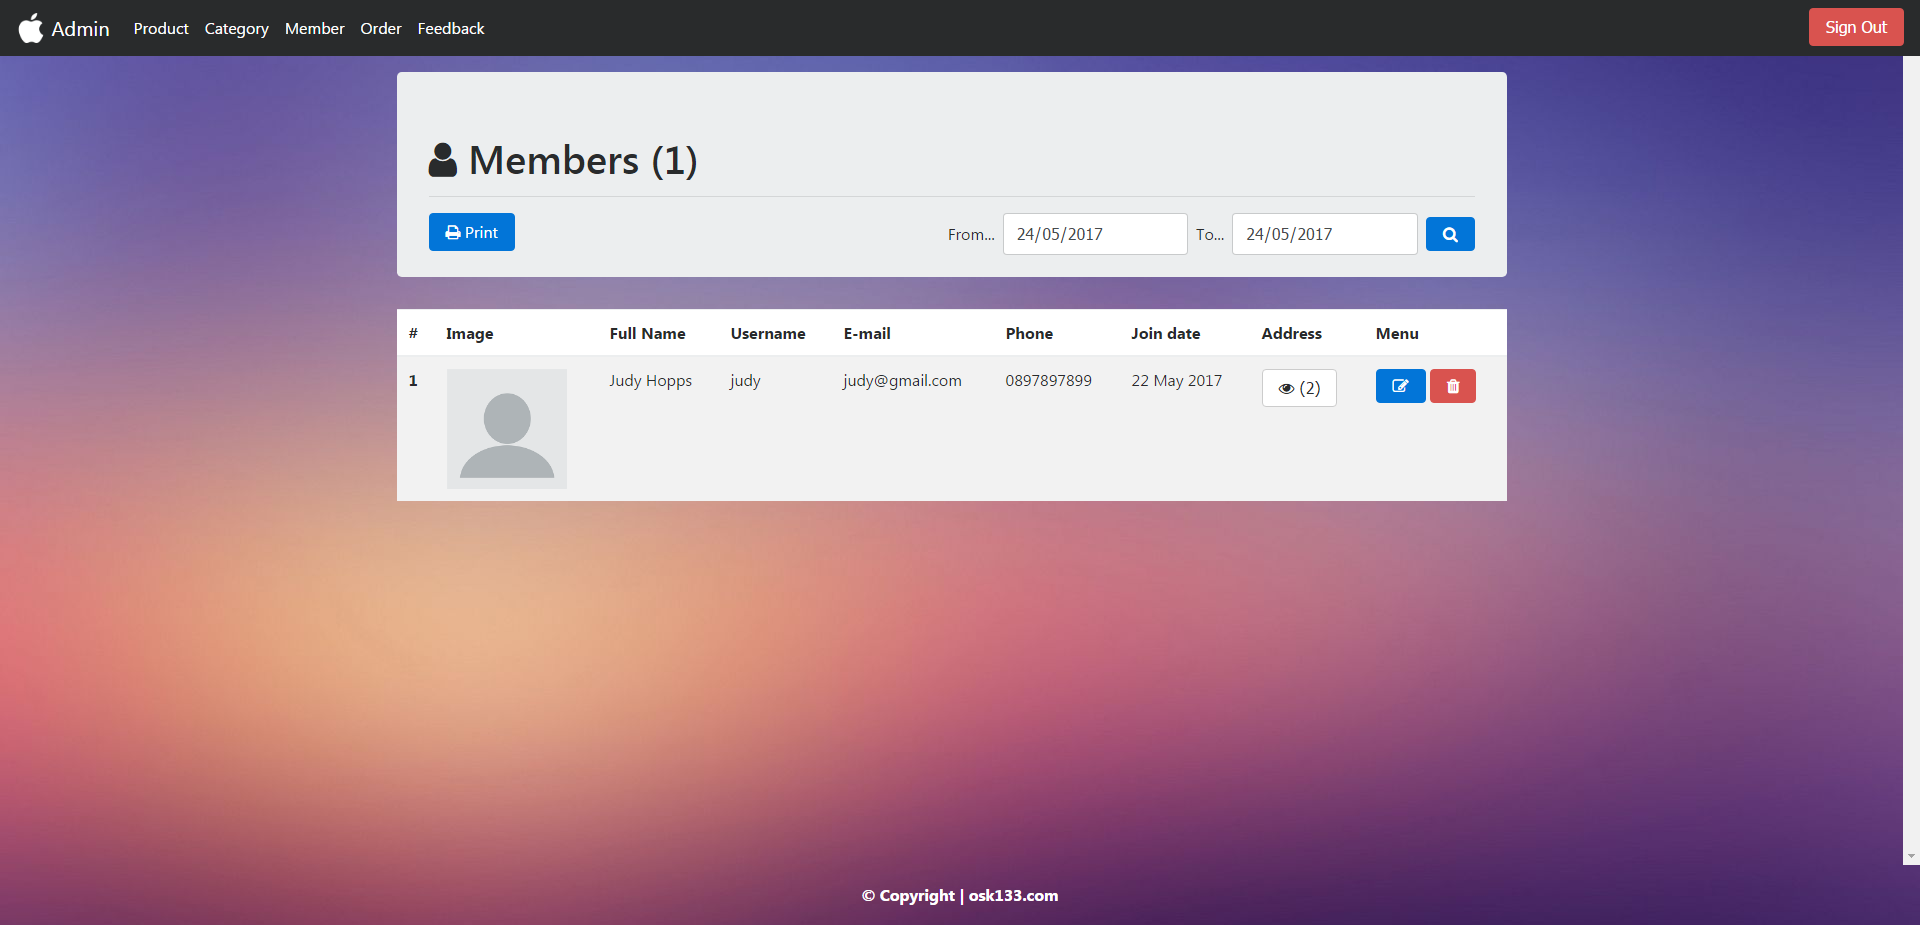 Admin Product Category Member Order Feedback Sign Out
Members (1)
Print From... 24/05/2017 To... 24/05/2017
# Image Full Name Username E-mail Phone Join date Address Menu
1 Judy Hopps judy judy@gmail.com 0897897899 22 May 2017 (2)
© Copyright | osk133.com